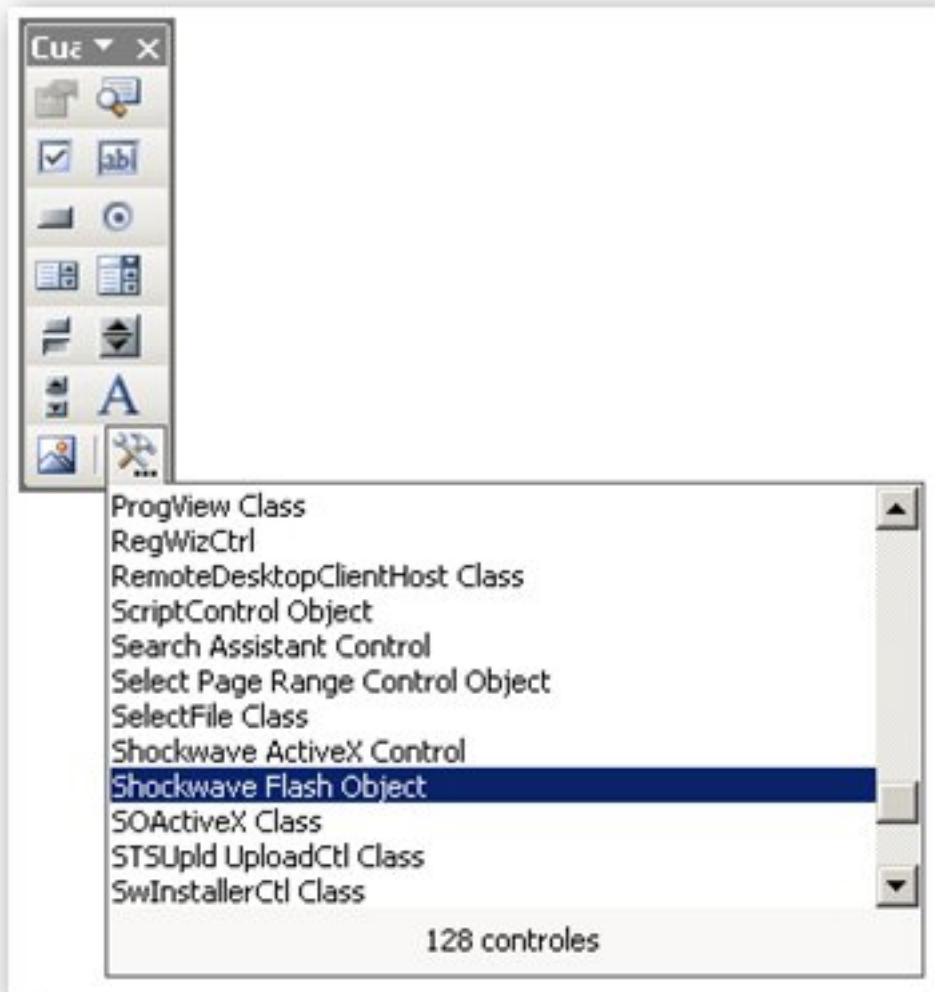 Cua
abl
A
ProgView Class
RegWizCtrl
RemoteDesktopClientHost Class
ScriptControl Object
Search Assistant Control
Select Page Range Control Object
SelectFile Class
Shockwave ActiveX Control
Shockwave Flash Object
SOActiveX Class
STSUpld UploadCtl Class
SwInstallerCtl Class
128 controles